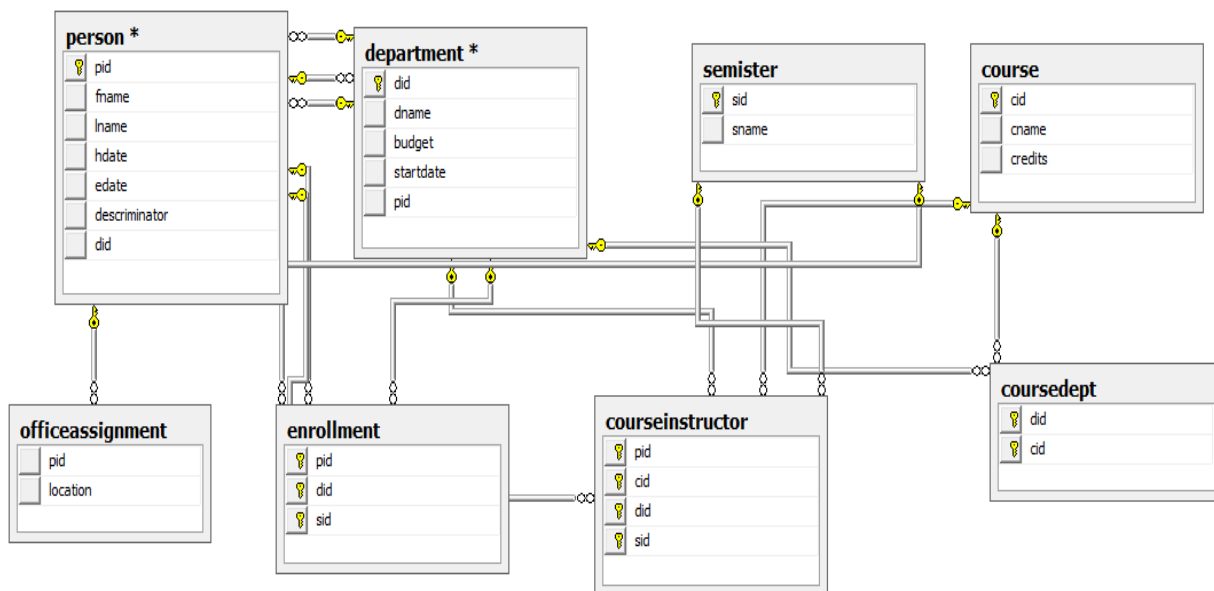 person *
pid
fname
lname
hdate
edate
descriminator
did
department *
did
dname
budget
startdate
pid
semister
sid
sname
course
cid
cname
credits
officeassignment
pid
location
enrollment
pid
did
sid
courseinstructor
pid
cid
did
sid
coursedept
did
cid